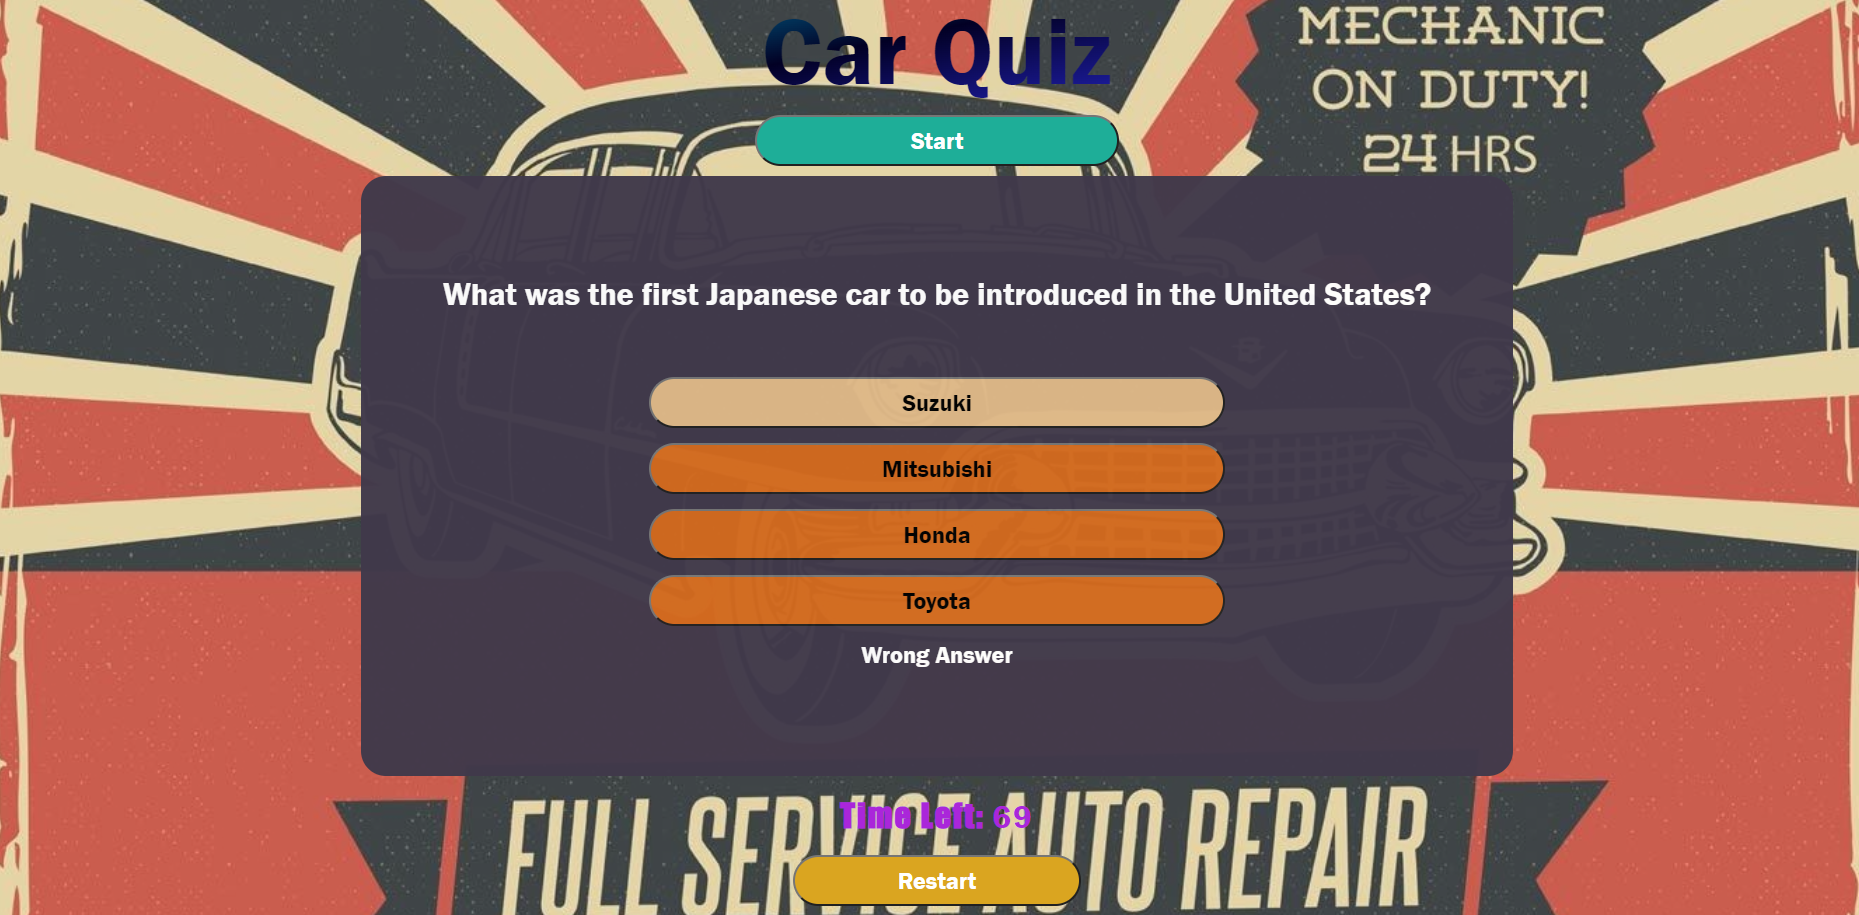 Car Quiz
MECHANIC
ON DUTY!
24 HRS
Start
What was the first Japanese car to be introduced in the United States?
Suzuki
Mitsubishi
Honda
Toyota
Wrong Answer
Time Left: 69
FULL SERVICE AUTO REPAIR
Restart